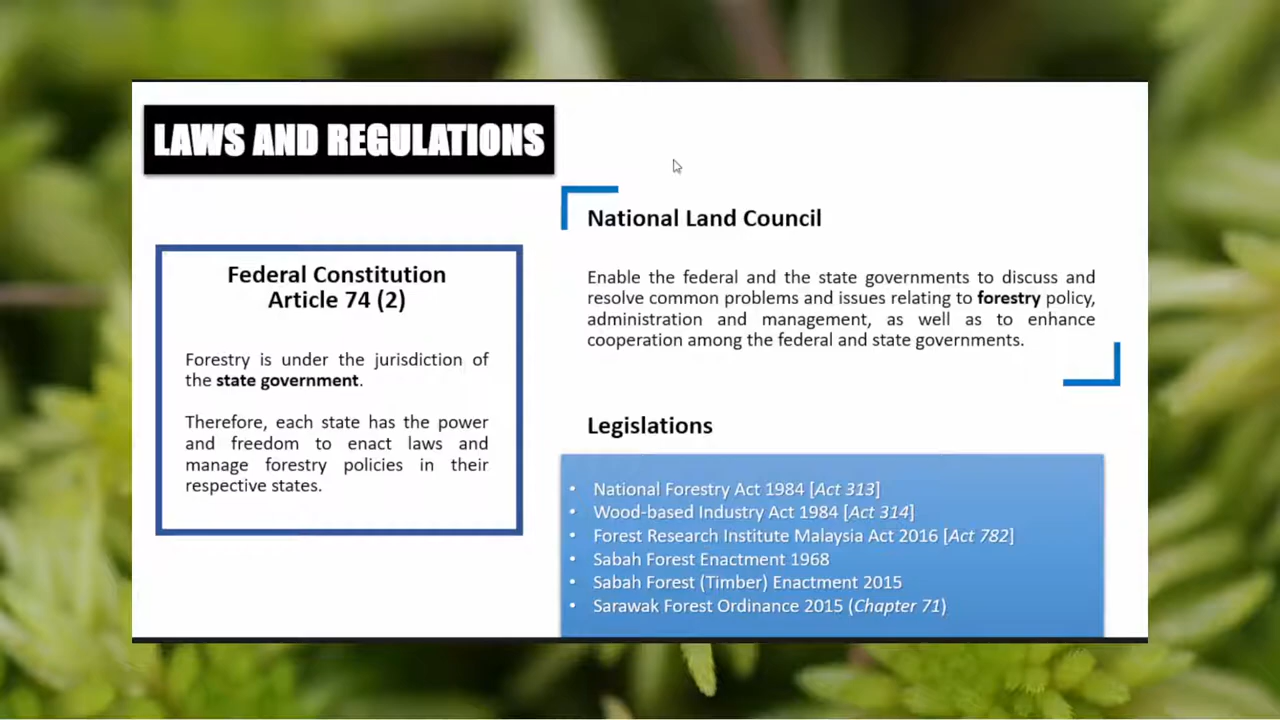 LAWS AND REGULATIONS
Federal Constitution
Article 74 (2)
Forestry is under the jurisdiction of
the state government.
Therefore, each state has the power
and freedom to enact laws and
manage forestry policies in their
respective states.
National Land Council
Enable the federal and the state governments to discuss and
resolve common problems and issues relating to forestry policy,
administration and management, as well as to enhance
cooperation among the federal and state governments.
Legislations
• National Forestry Act 1984 [Act 313]
• Wood-based Industry Act 1984 [Act 314]
• Forest Research Institute Malaysia Act 2016 [Act 782]
• Sabah Forest Enactment 1968
• Sabah Forest (Timber) Enactment 2015
• Sarawak Forest Ordinance 2015 (Chapter 71)